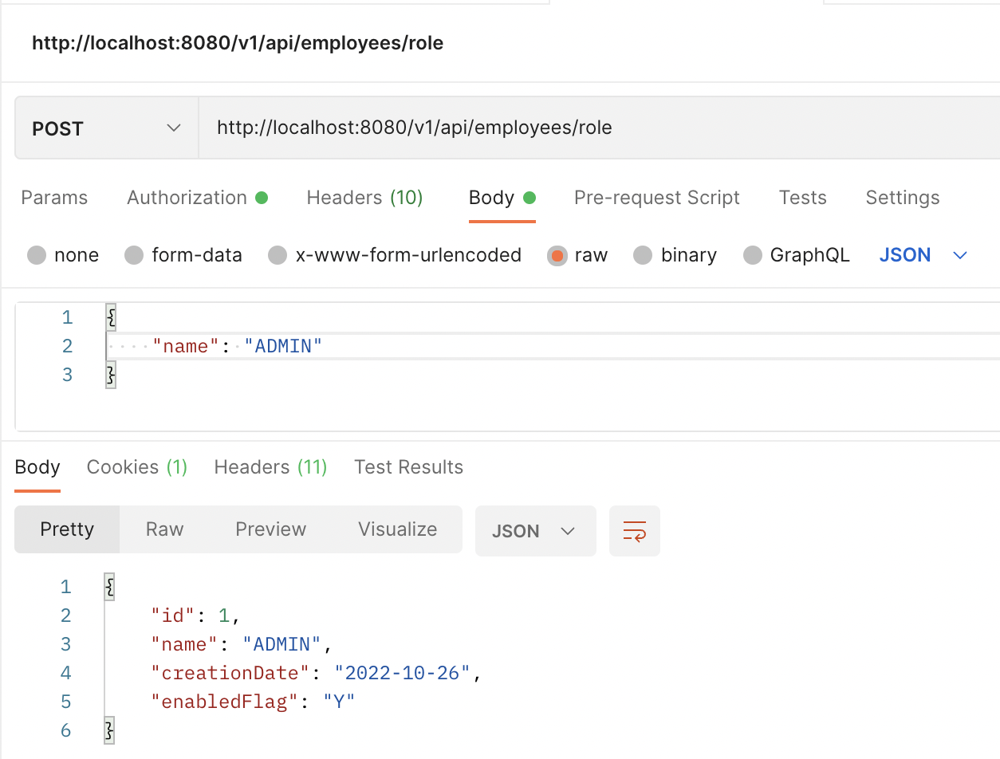 http://localhost:8080/v1/api/employees/role
POST http://localhost:8080/v1/api/employees/role
Params Authorization Headers (10) Body Pre-request Script Tests Settings
none form-data x-www-form-urlencoded raw binary GraphQL JSON
1 {
2 "name": "ADMIN"
3 }
Body Cookies (1) Headers (11) Test Results
Pretty Raw Preview Visualize JSON
1 {
2 "id": 1,
3 "name": "ADMIN",
4 "creationDate": "2022-10-26",
5 "enabledFlag": "Y"
6 }